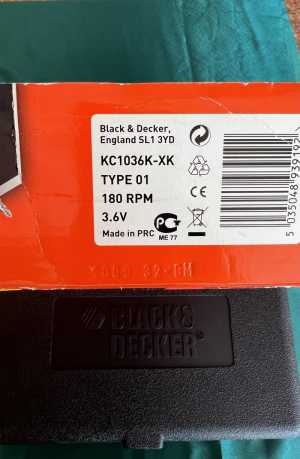 Black & Decker,
England SL1 3YD
KC1036K-XK
TYPE 01
180 RPM
3.6V
Made in PRC
ME 77
5 035048 939192
BLACK&
DECKER